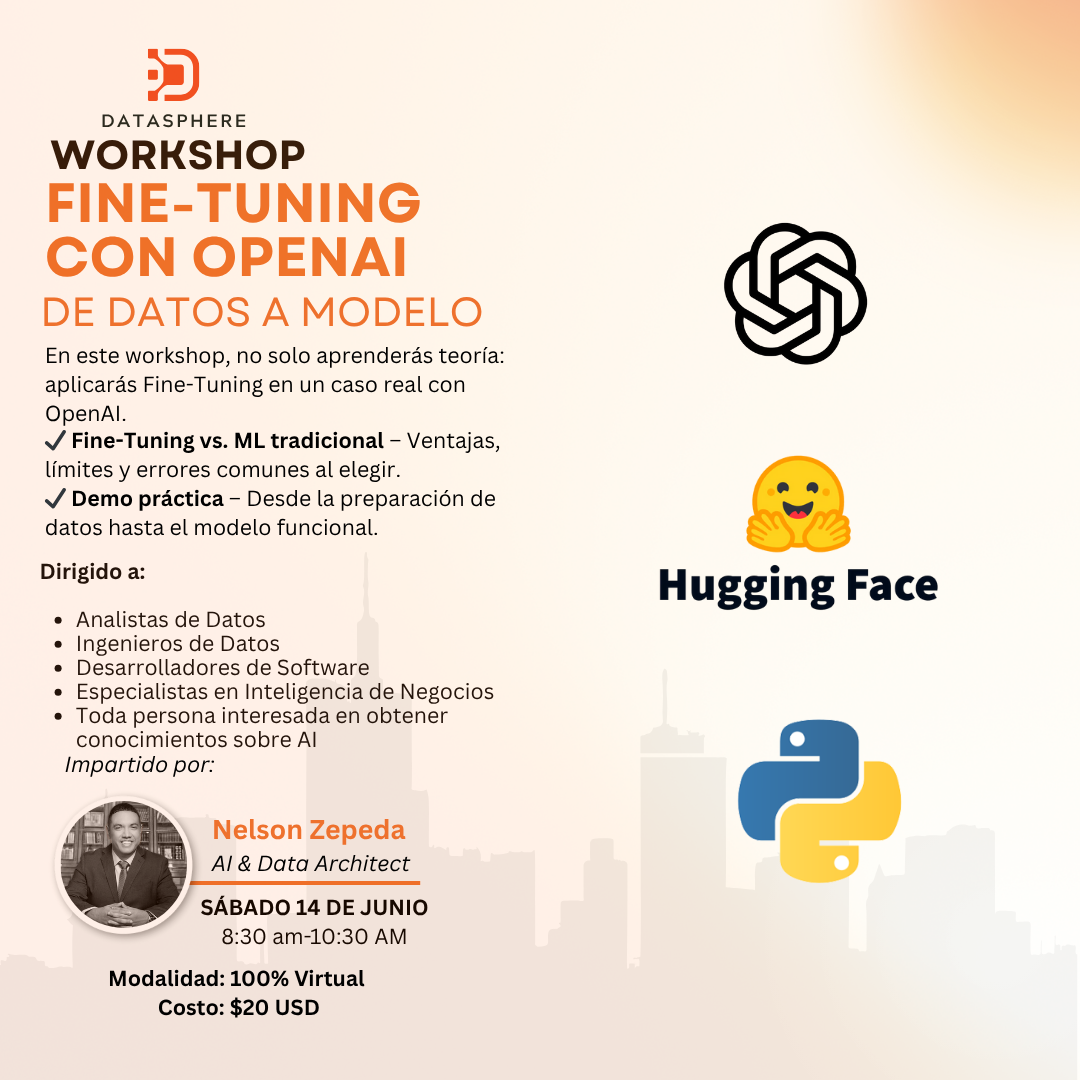 DATASPHERE
WORKSHOP
FINE-TUNING
CON OPENAI
DE DATOS A MODELO
En este workshop, no solo aprenderás teoría:
aplicarás Fine-Tuning en un caso real con
OpenAI.
✓ Fine-Tuning vs. ML tradicional – Ventajas,
límites y errores comunes al elegir.
✓ Demo práctica – Desde la preparación de
datos hasta el modelo funcional.
Dirigido a:
• Analistas de Datos
• Ingenieros de Datos
• Desarrolladores de Software
• Especialistas en Inteligencia de Negocios
• Toda persona interesada en obtener
conocimientos sobre AI
Impartido por:
Nelson Zepeda
AI & Data Architect
SÁBADO 14 DE JUNIO
8:30 am-10:30 AM
Modalidad: 100% Virtual
Costo: $20 USD
Hugging Face